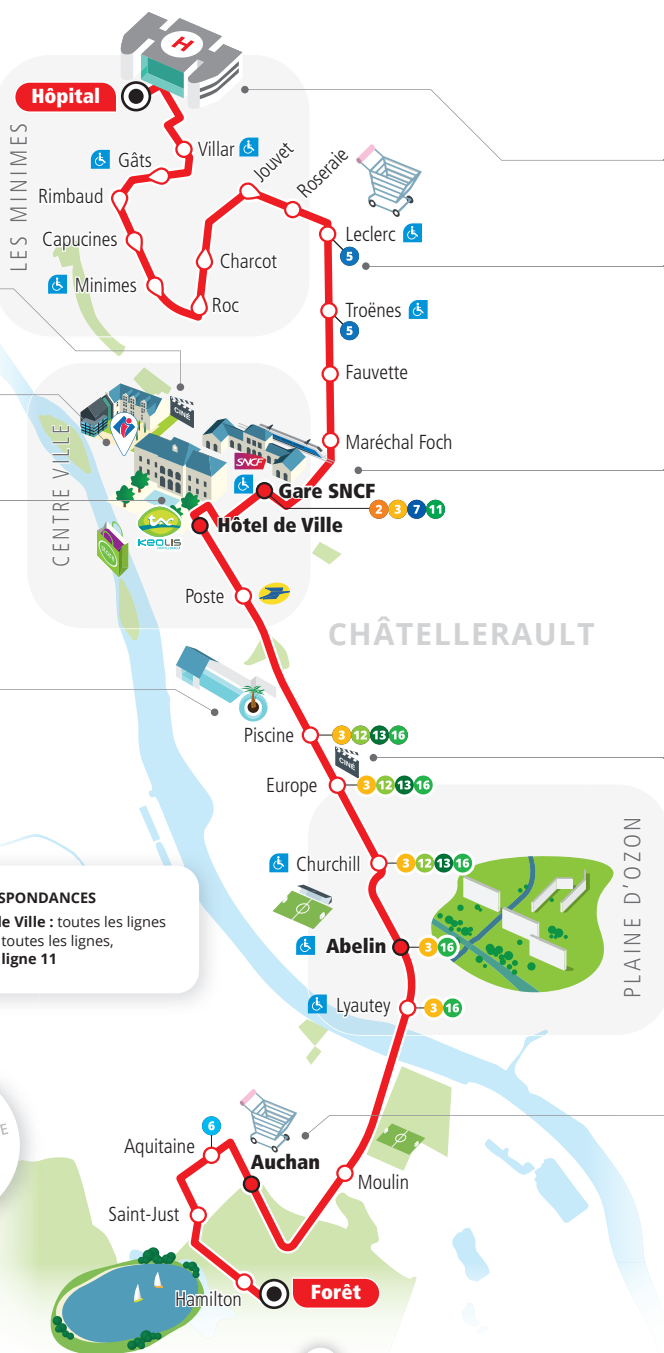 H
Hôpital
LES MINIMES
Villar
Gâts
Rimbaud
Capucines
Minimes
Roc
Charcot
Jouvet
Roseraie
Leclerc
5
Troënes
5
Fauvette
Maréchal Foch
CINÉ
SNCF
Gare SNCF
2 3 7 11
CENTRE VILLE
Hôtel de Ville
tac
KEOLIS
Poste
CHÂTELLERAULT
Piscine
3 12 13 16
CINÉ
Europe
3 12 13 16
Churchill
3 12 13 16
PLAINE D'OZON
SPONDANCES
de Ville : toutes les lignes
toutes les lignes,
ligne 11
Abelin
3 16
Lyautey
3 16
E
6
Aquitaine
Auchan
Moulin
Saint-Just
Hamilton
Forêt